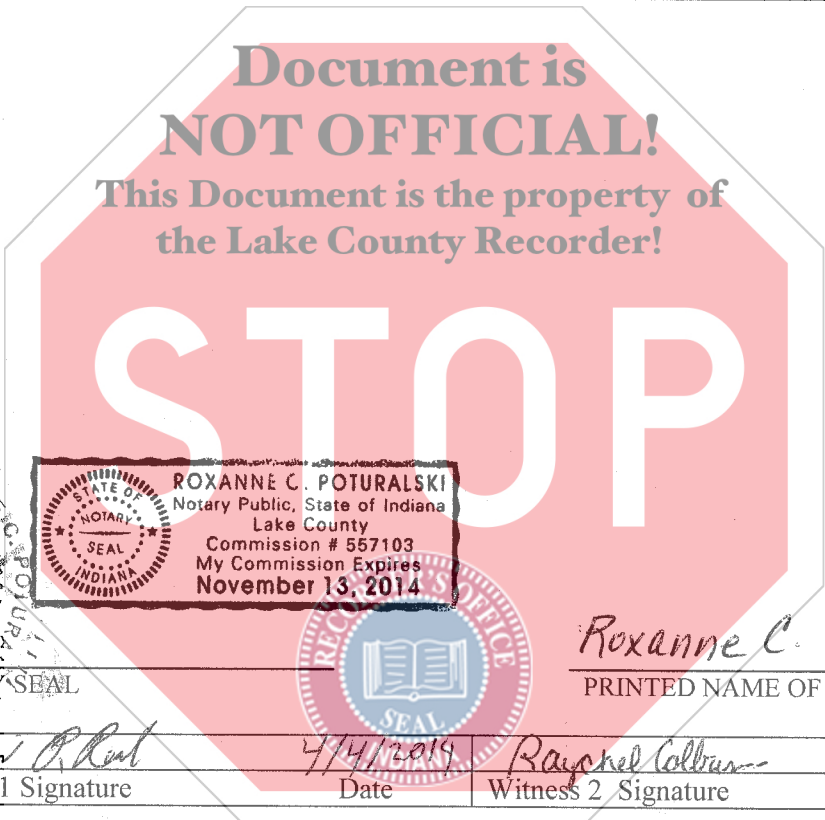 Document is
NOT OFFICIAL!
This Document is the property of
the Lake County Recorder!
STOP
ROXANNE C. POTURALSKI
Notary Public, State of Indiana
Lake County
Commission # 557103
My Commission Expires
November 13, 2014
STATE OF
NOTARY
SEAL
INDIANA
RECORDER'S OFFICE
SEAL
INDIANA
Roxanne C.
SEAL
PRINTED NAME OF
4/4/2014
Raychel
1 Signature
Date
Witness 2 Signature